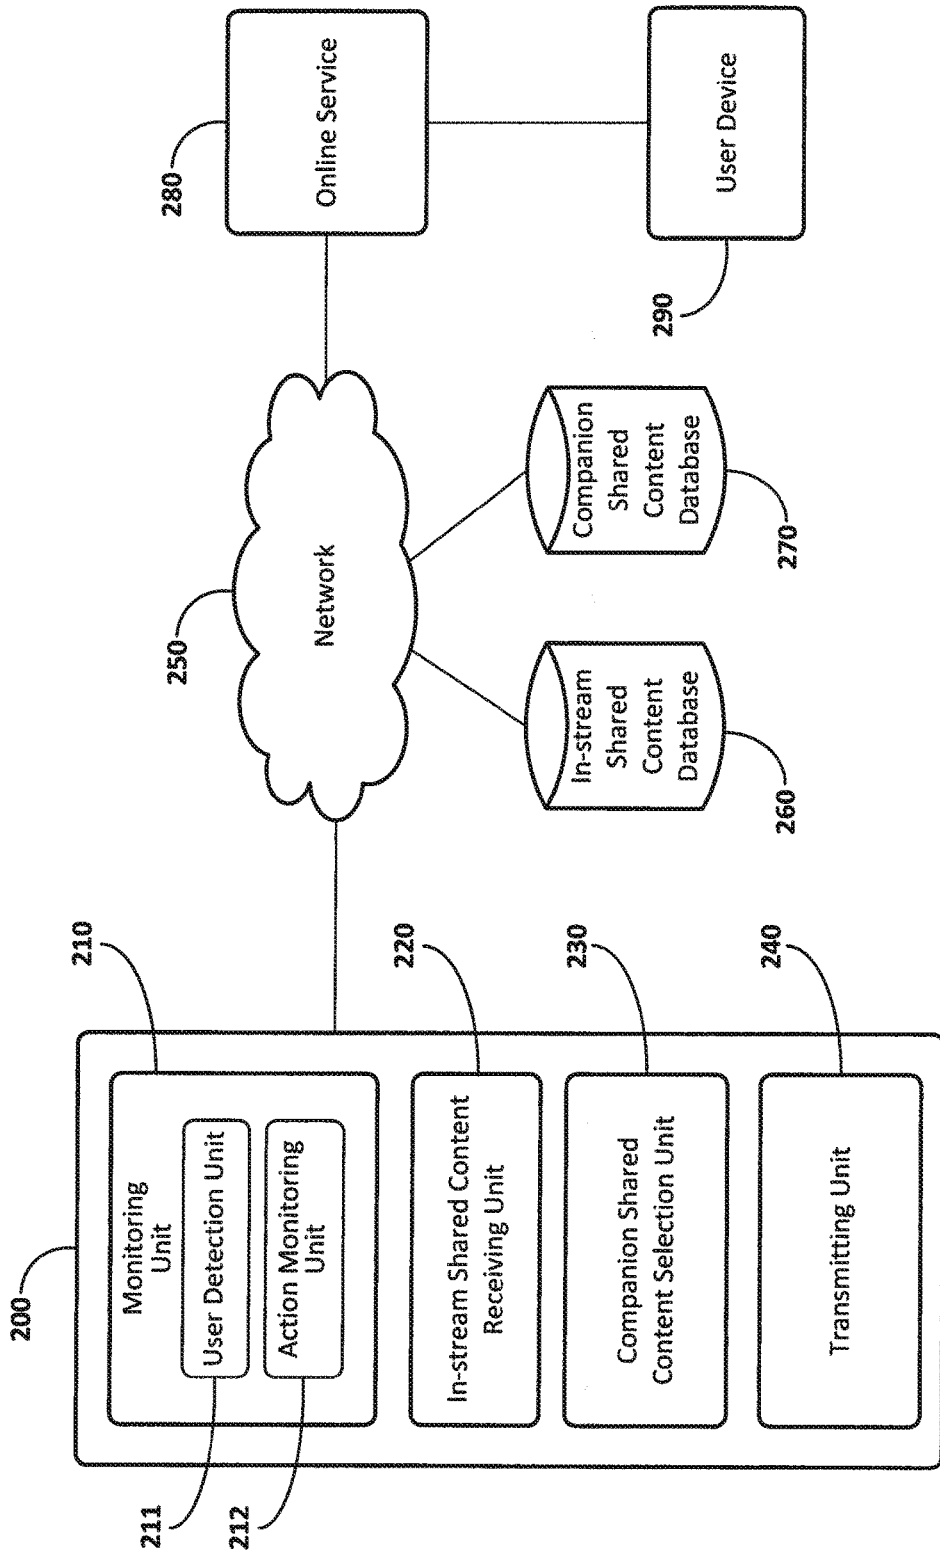 200
210
Monitoring
Unit
User Detection Unit
Action Monitoring
Unit
211
212
220
In-stream Shared Content
Receiving Unit
230
Companion Shared
Content Selection Unit
240
Transmitting Unit
250
Network
260
In-stream
Shared
Content
Database
270
Companion
Shared
Content
Database
280
Online Service
290
User Device